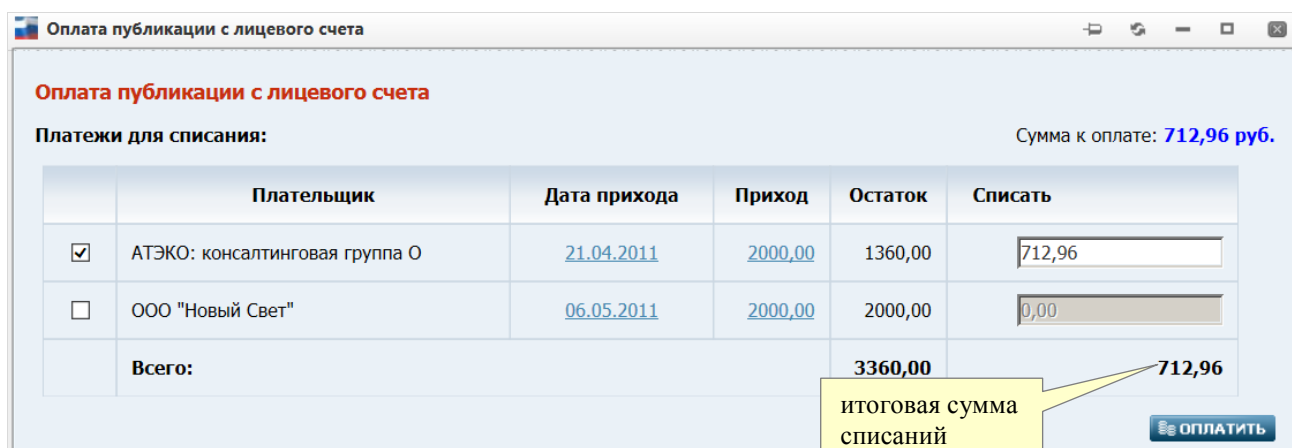 Оплата публикации с лицевого счета
Оплата публикации с лицевого счета
Платежи для списания: Сумма к оплате: 712,96 руб.
Плательщик Дата прихода Приход Остаток Списать
АТЭКО: консалтинговая группа О 21.04.2011 2000,00 1360,00 712,96
ООО "Новый Свет" 06.05.2011 2000,00 2000,00 0,00
Всего: 3360,00 712,96
итоговая сумма
списаний
ОПЛАТИТЬ